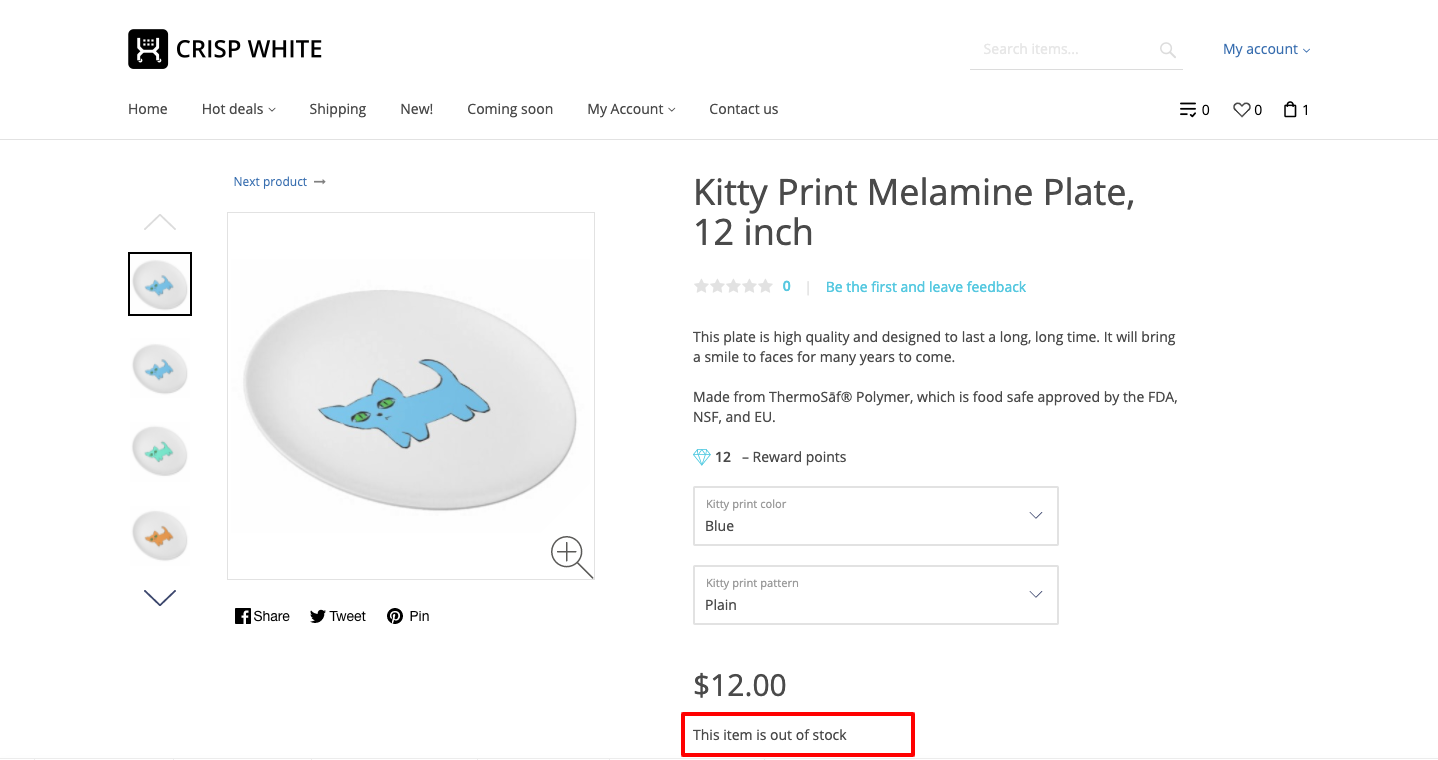 CRISP WHITE
Search items...
My account
Home Hot deals Shipping New! Coming soon My Account Contact us
0 0 1
Next product
Kitty Print Melamine Plate,
12 inch
0 | Be the first and leave feedback
This plate is high quality and designed to last a long, long time. It will bring
a smile to faces for many years to come.
Made from ThermoSāf® Polymer, which is food safe approved by the FDA,
NSF, and EU.
12 – Reward points
Kitty print color
Blue
Kitty print pattern
Plain
Share Tweet Pin
$12.00
This item is out of stock